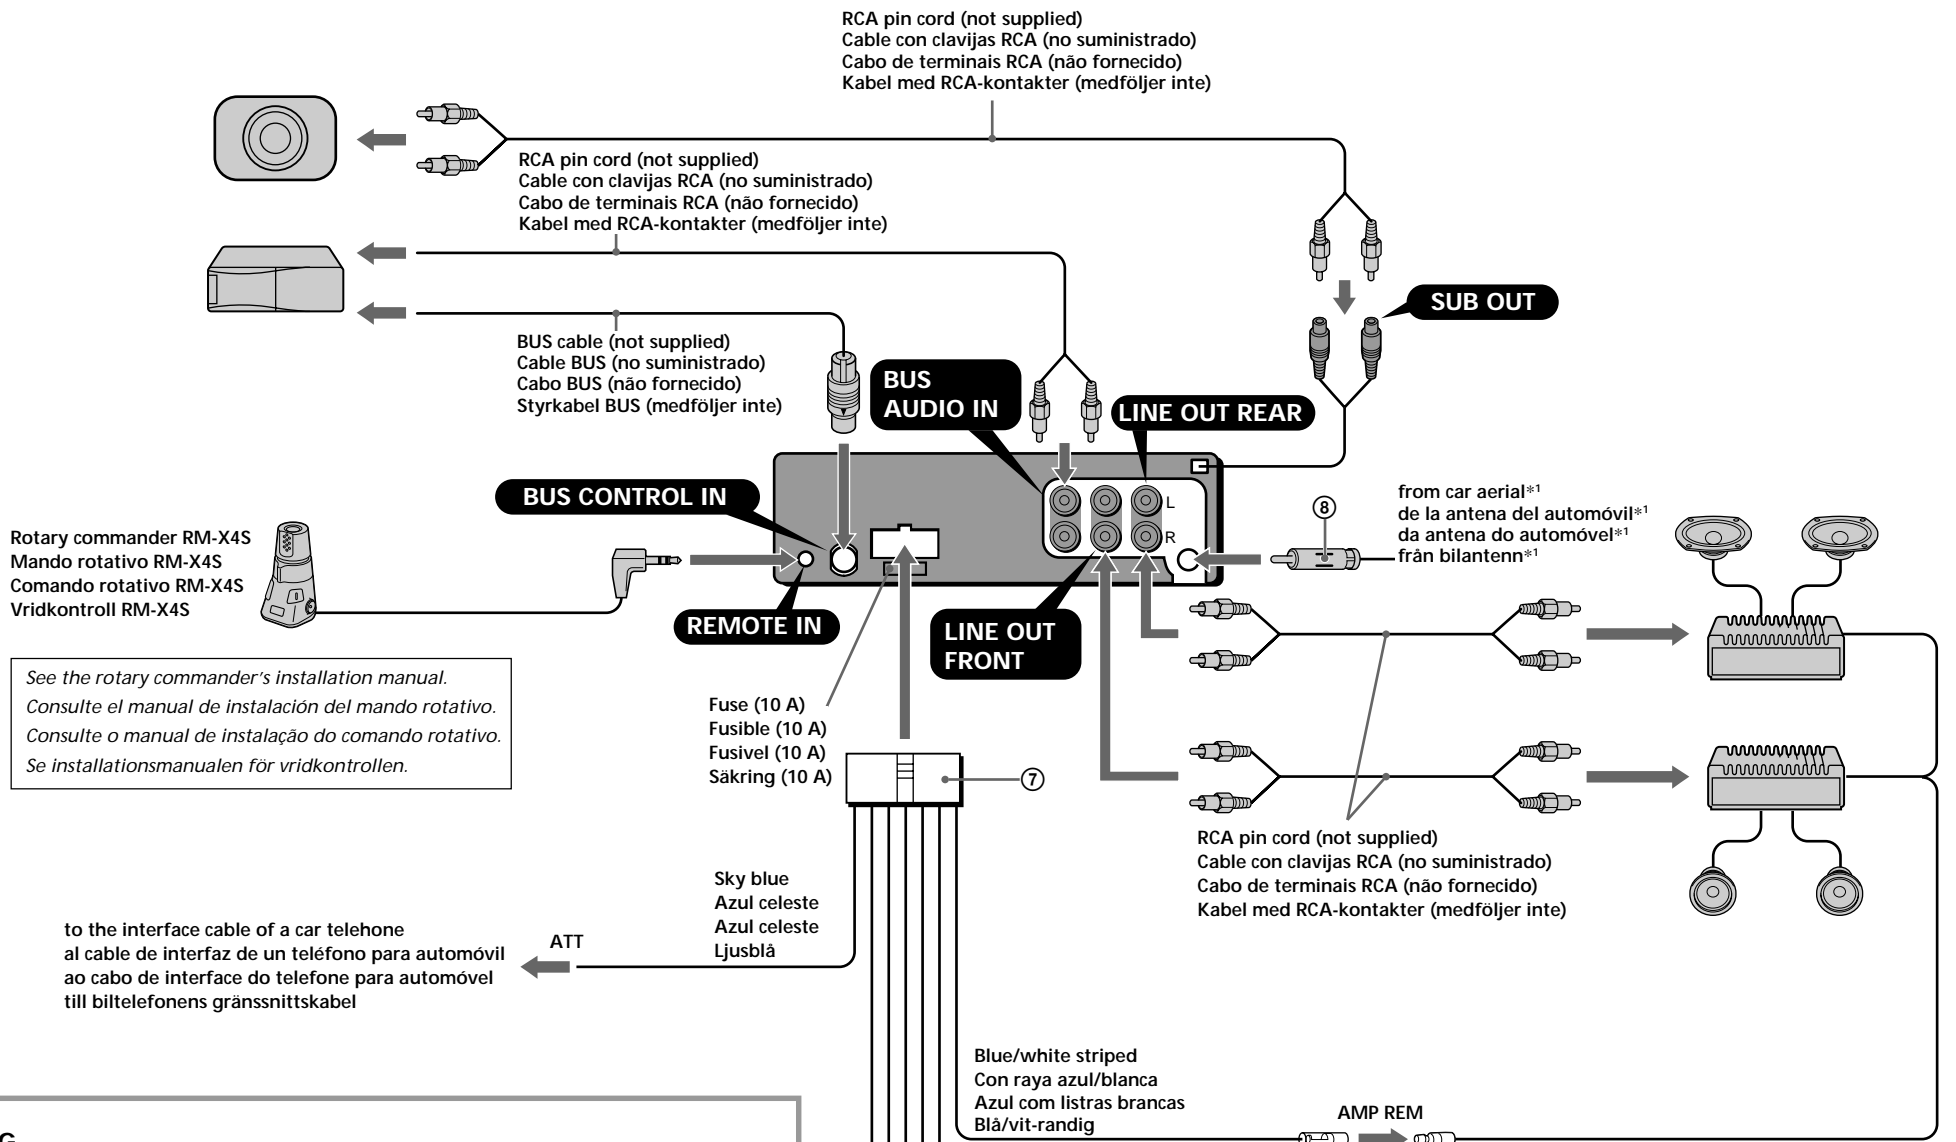 RCA pin cord (not supplied)
Cable con clavijas RCA (no suministrado)
Cabo de terminais RCA (não fornecido)
Kabel med RCA-kontakter (medföljer inte)
RCA pin cord (not supplied)
Cable con clavijas RCA (no suministrado)
Cabo de terminais RCA (não fornecido)
Kabel med RCA-kontakter (medföljer inte)
SUB OUT
BUS cable (not supplied)
Cable BUS (no suministrado)
Cabo BUS (não fornecido)
Styrkabel BUS (medföljer inte)
BUS
AUDIO IN
LINE OUT REAR
BUS CONTROL IN
L
R
from car aerial*1
de la antena del automóvil*1
da antena do automóvel*1
från bilantenn*1
⑧
Rotary commander RM-X4S
Mando rotativo RM-X4S
Comando rotativo RM-X4S
Vridkontroll RM-X4S
REMOTE IN
LINE OUT
FRONT
See the rotary commander's installation manual.
Consulte el manual de instalación del mando rotativo.
Consulte o manual de instalação do comando rotativo.
Se installationsmanualen för vridkontrollen.
Fuse (10 A)
Fusible (10 A)
Fusivel (10 A)
Säkring (10 A)
⑦
RCA pin cord (not supplied)
Cable con clavijas RCA (no suministrado)
Cabo de terminais RCA (não fornecido)
Kabel med RCA-kontakter (medföljer inte)
Sky blue
Azul celeste
Azul celeste
Ljusblå
ATT
to the interface cable of a car telehone
al cable de interfaz de un teléfono para automóvil
ao cabo de interface do telefone para automóvel
till biltelefonens gränssnittskabel
Blue/white striped
Con raya azul/blanca
Azul com listras brancas
Blå/vit-randig
AMP REM